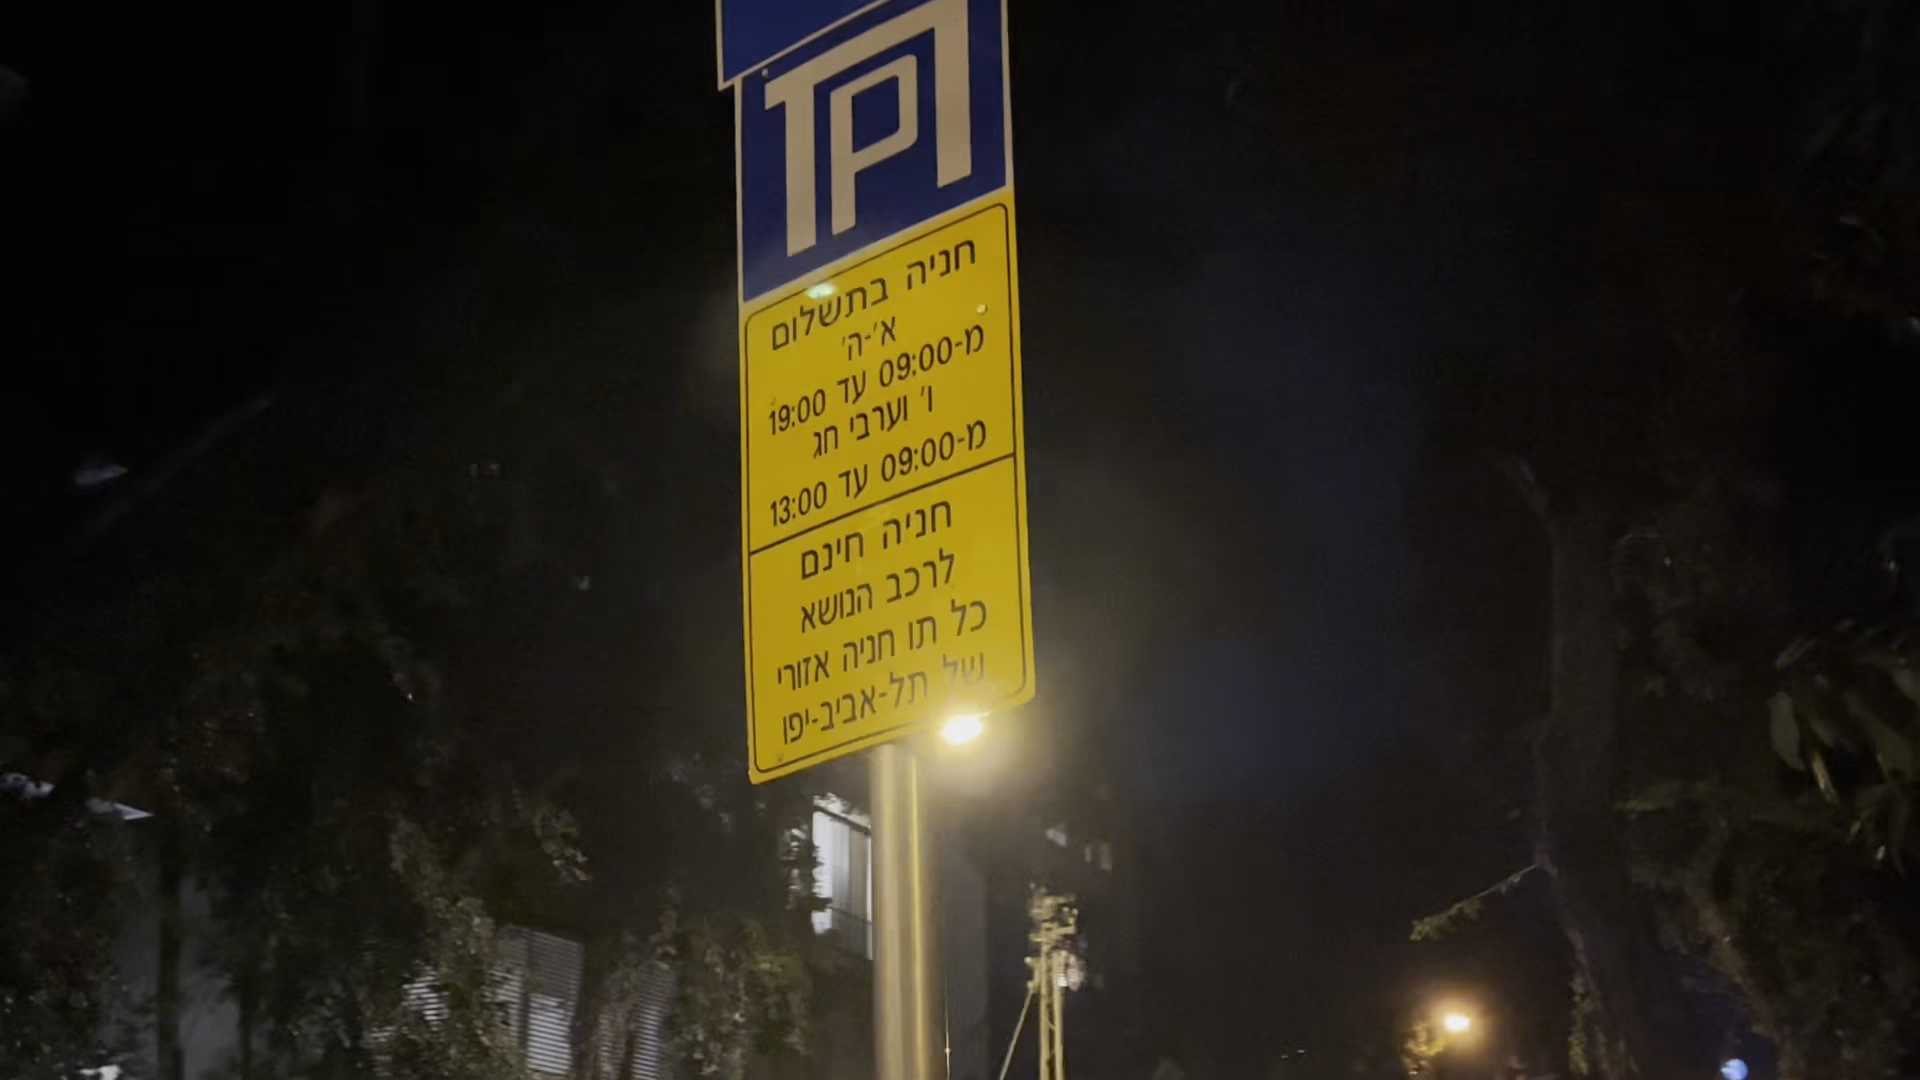 P
חניה בתשלום
א'-ה'
מ-09:00 עד 19:00
ו' וערבי חג
מ-09:00 עד 13:00
חניה חינם
לרכב הנושא
כל תו חניה אזורי
של תל-אביב-יפו